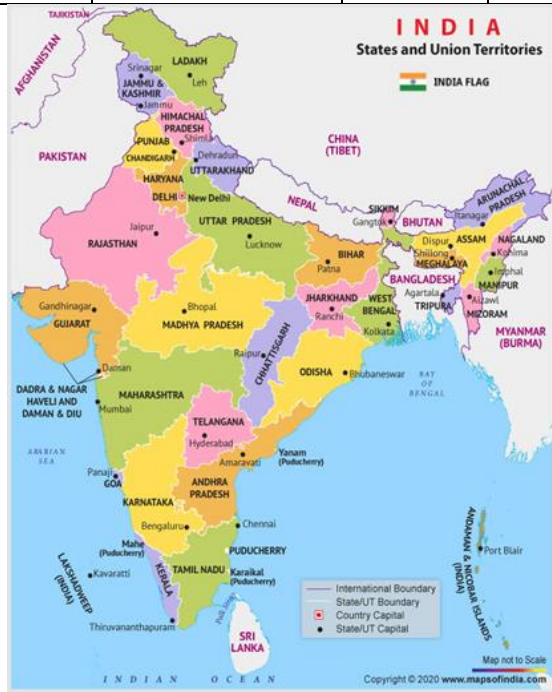 INDIA
States and Union Territories
INDIA FLAG
TAJIKISTAN
AFGHANISTAN
PAKISTAN
CHINA
(TIBET)
NEPAL
BHUTAN
BANGLADESH
MYANMAR
(BURMA)
SRI
LANKA
LADAKH
Leh
Srinagar
JAMMU &
KASHMIR
Jammu
HIMACHAL
PRADESH
Shimla
PUNJAB
CHANDIGARH
Dehradun
UTTARAKHAND
HARYANA
DELHI
New Delhi
RAJASTHAN
Jaipur
UTTAR PRADESH
Lucknow
BIHAR
Patna
SIKKIM
Gangtok
ARUNACHAL
PRADESH
Itanagar
ASSAM
Dispur
NAGALAND
Kohima
MEGHALAYA
Shillong
MANIPUR
Imphal
TRIPURA
Agartala
MIZORAM
Aizawl
Gandhinagar
GUJARAT
Bhopal
MADHYA PRADESH
JHARKHAND
Ranchi
WEST
BENGAL
Kolkata
CHHATTISGARH
Raipur
ODISHA
Bhubaneswar
Daman
DADRA & NAGAR
HAVELI AND
DAMAN & DIU
MAHARASHTRA
Mumbai
TELANGANA
Hyderabad
Amaravati
Yanam
(Puducherry)
ANDHRA
PRADESH
Panaji
GOA
KARNATAKA
Bengaluru
Chennai
Mahe
(Puducherry)
PUDUCHERRY
TAMIL NADU
Karaikal
(Puducherry)
KERALA
Thiruvananthapuram
LAKSHADWEEP
(INDIA)
Kavaratti
ANDAMAN & NICOBAR ISLANDS
(INDIA)
Port Blair
ARABIAN
SEA
BAY
OF
BENGAL
INDIAN OCEAN
International Boundary
State/UT Boundary
Country Capital
State/UT Capital
Map not to Scale
Copyright © 2020 www.mapsofindia.com